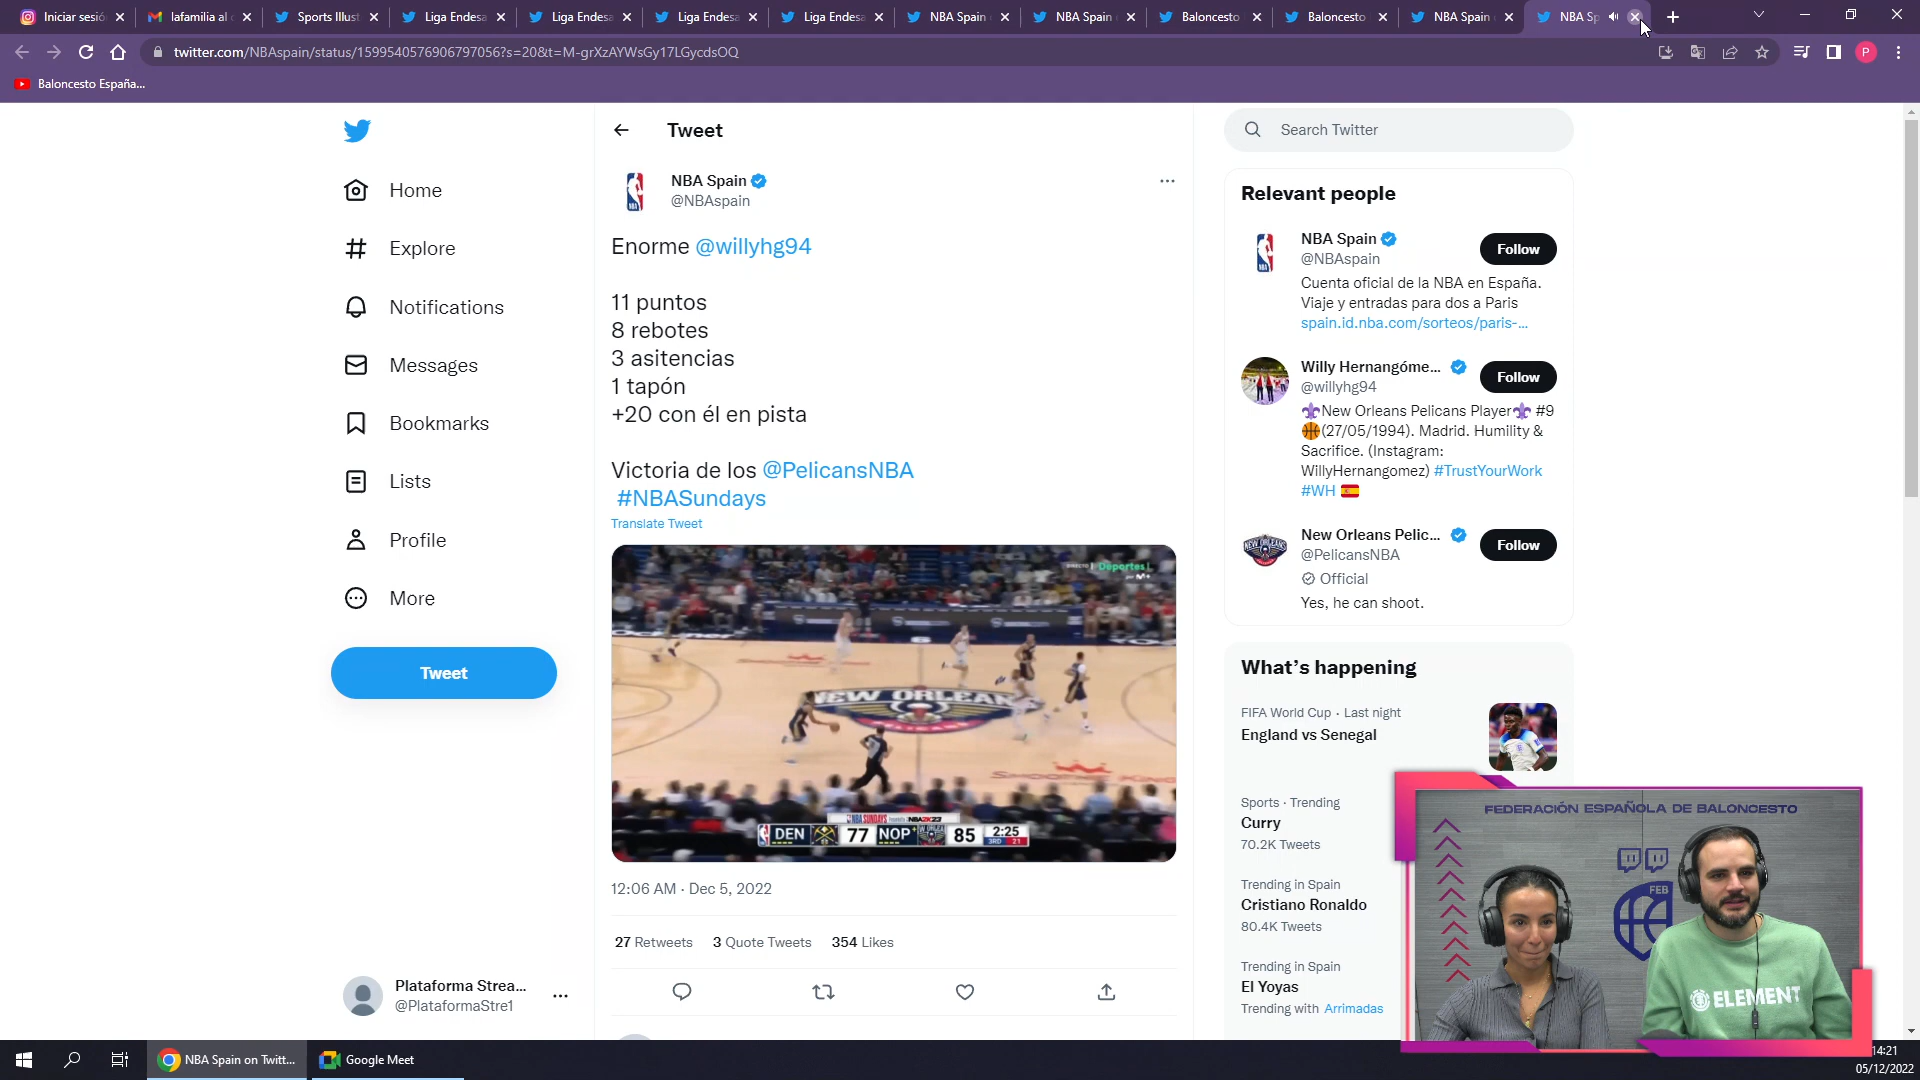 Iniciar sesió
lafamilia al
Sports Illust
Liga Endesa
Liga Endesa
Liga Endesa
Liga Endesa
NBA Spain
NBA Spain
Baloncesto
Baloncesto
NBA Spain
NBA Sp
twitter.com/NBAspain/status/1599540576906797056?s=20&t=M-grXzAYWsGy17LGycdsOQ
P
Baloncesto España...
Home
Explore
Notifications
Messages
Bookmarks
Lists
Profile
More
Tweet
Plataforma Strea...
@PlataformaStre1
Tweet
NBA Spain
@NBAspain
Enorme @willyhg94
11 puntos
8 rebotes
3 asitencias
1 tapón
+20 con él en pista
Victoria de los @PelicansNBA
#NBASundays
Translate Tweet
DIRECTO Deportes
por M+
NEW ORLEANS
NBA SUNDAYS NBA2K23
DEN 77 NOP 85 2:25
3RD 21
12:06 AM · Dec 5, 2022
27 Retweets 3 Quote Tweets 354 Likes
Search Twitter
Relevant people
NBA Spain
@NBAspain
Follow
Cuenta oficial de la NBA en España.
Viaje y entradas para dos a Paris
spain.id.nba.com/sorteos/paris-...
Willy Hernangóme...
@willyhg94
Follow
⚜New Orleans Pelicans Player⚜ #9
🏀(27/05/1994). Madrid. Humility &
Sacrifice. (Instagram:
WillyHernangomez) #TrustYourWork
#WH 🇪🇸
New Orleans Pelic...
@PelicansNBA
Follow
Official
Yes, he can shoot.
What's happening
FIFA World Cup · Last night
England vs Senegal
Sports · Trending
Curry
70.2K Tweets
Trending in Spain
Cristiano Ronaldo
80.4K Tweets
Trending in Spain
El Yoyas
Trending with Arrimadas
FEDERACIÓN ESPAÑOLA DE BALONCESTO
FEB
ELEMENT
NBA Spain on Twitt...
Google Meet
14:21
05/12/2022